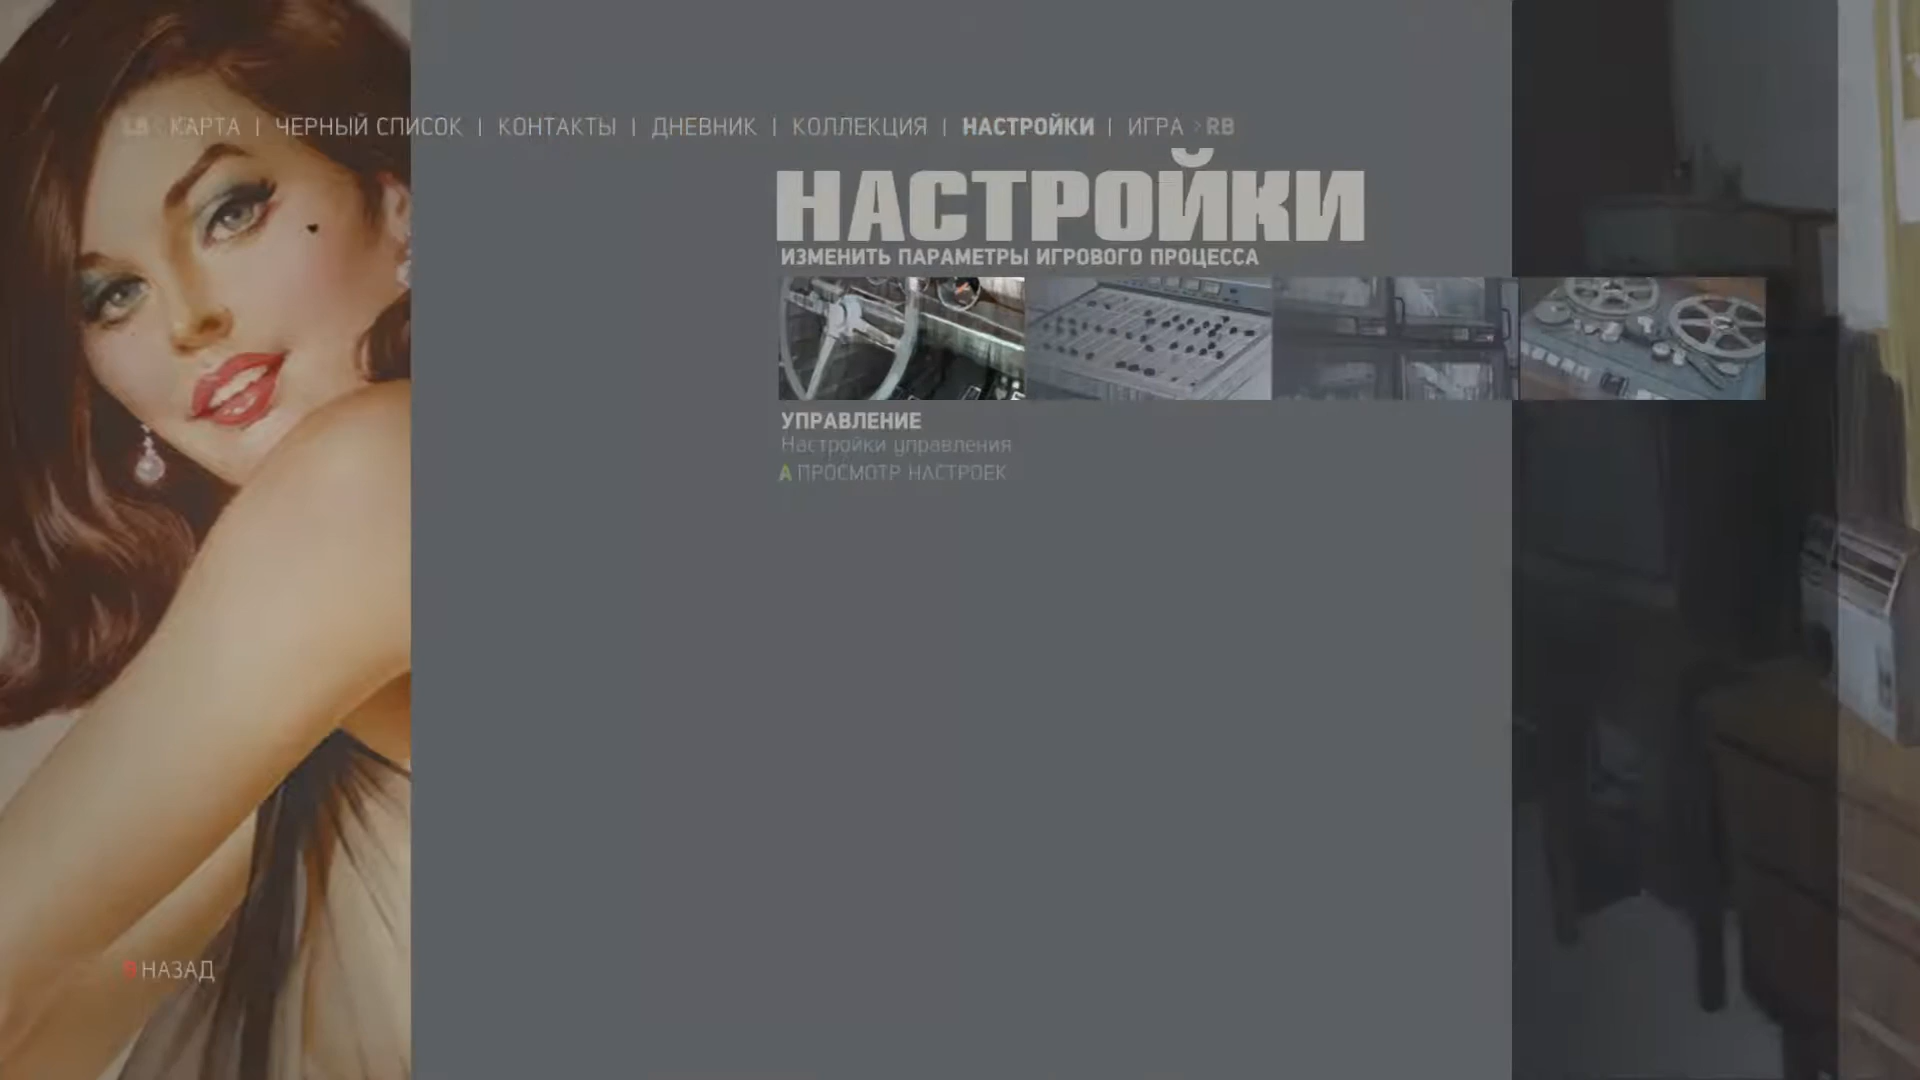 LB КАРТА | ЧЕРНЫЙ СПИСОК | КОНТАКТЫ | ДНЕВНИК | КОЛЛЕКЦИЯ | НАСТРОЙКИ | ИГРА > RB
НАСТРОЙКИ
ИЗМЕНИТЬ ПАРАМЕТРЫ ИГРОВОГО ПРОЦЕССА
УПРАВЛЕНИЕ
Настройки управления
A ПРОСМОТР НАСТРОЕК
B НАЗАД